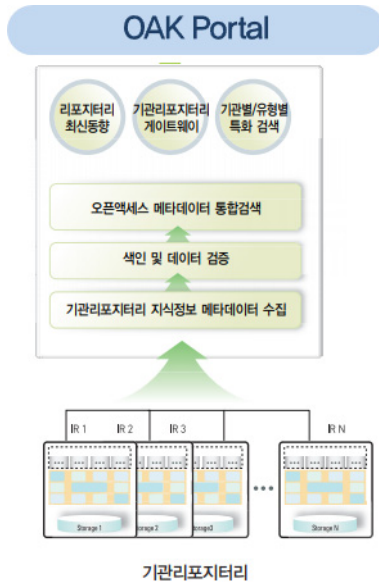 OAK Portal
리포지터리
최신동향
기관리포지터리
게이트웨이
기관별/유형별
특화 검색
오픈액세스 메타데이터 통합검색
색인 및 데이터 검증
기관리포지터리 지식정보 메타데이터 수집
IR 1 IR 2 IR 3 IR N
Storage 1 orage 2 orage3 Storage N
기관리포지터리